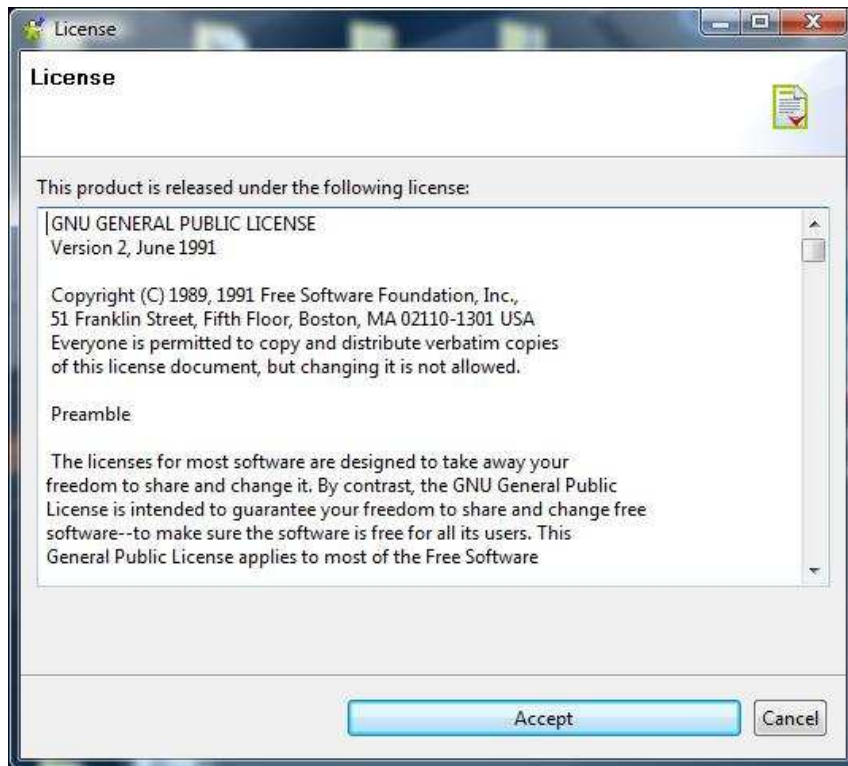 License
License
This product is released under the following license:
GNU GENERAL PUBLIC LICENSE
Version 2, June 1991
Copyright (C) 1989, 1991 Free Software Foundation, Inc.,
51 Franklin Street, Fifth Floor, Boston, MA 02110-1301 USA
Everyone is permitted to copy and distribute verbatim copies
of this license document, but changing it is not allowed.
Preamble
The licenses for most software are designed to take away your
freedom to share and change it. By contrast, the GNU General Public
License is intended to guarantee your freedom to share and change free
software--to make sure the software is free for all its users. This
General Public License applies to most of the Free Software
Accept
Cancel